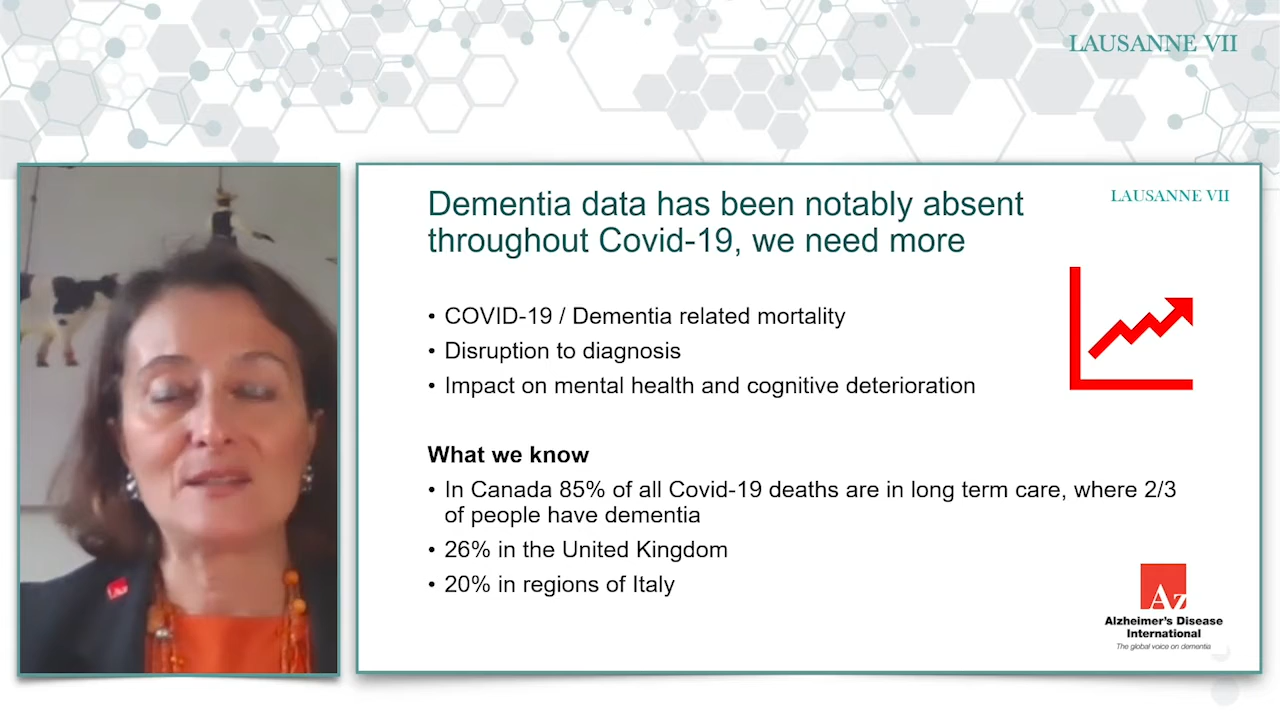 LAUSANNE VII
Dementia data has been notably absent
throughout Covid-19, we need more
LAUSANNE VII
• COVID-19 / Dementia related mortality
• Disruption to diagnosis
• Impact on mental health and cognitive deterioration
What we know
• In Canada 85% of all Covid-19 deaths are in long term care, where 2/3
of people have dementia
• 26% in the United Kingdom
• 20% in regions of Italy
Az
Alzheimer's Disease
International
The global voice on dementia